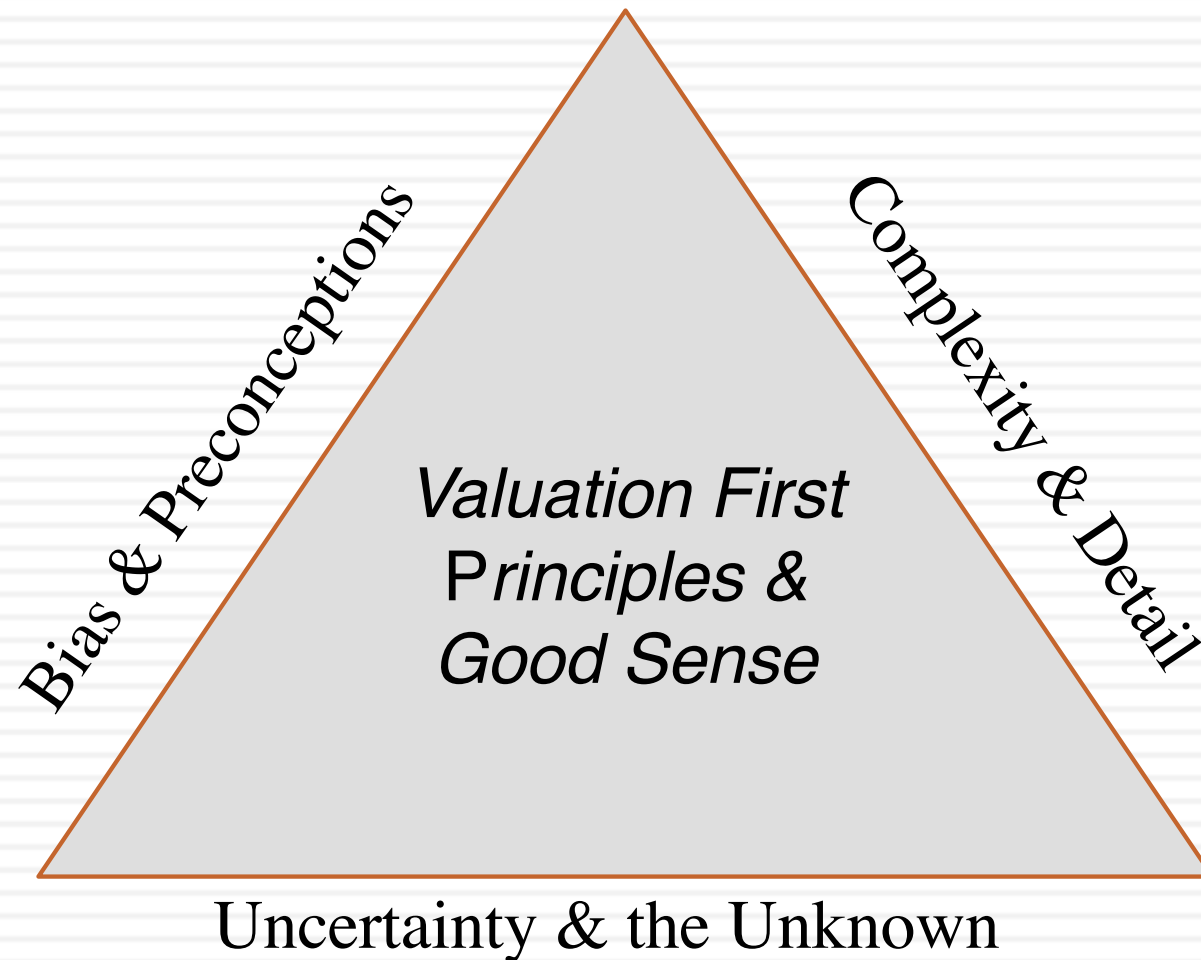 Bias & Preconceptions
Complexity & Detail
Valuation First
Principles &
Good Sense
Uncertainty & the Unknown